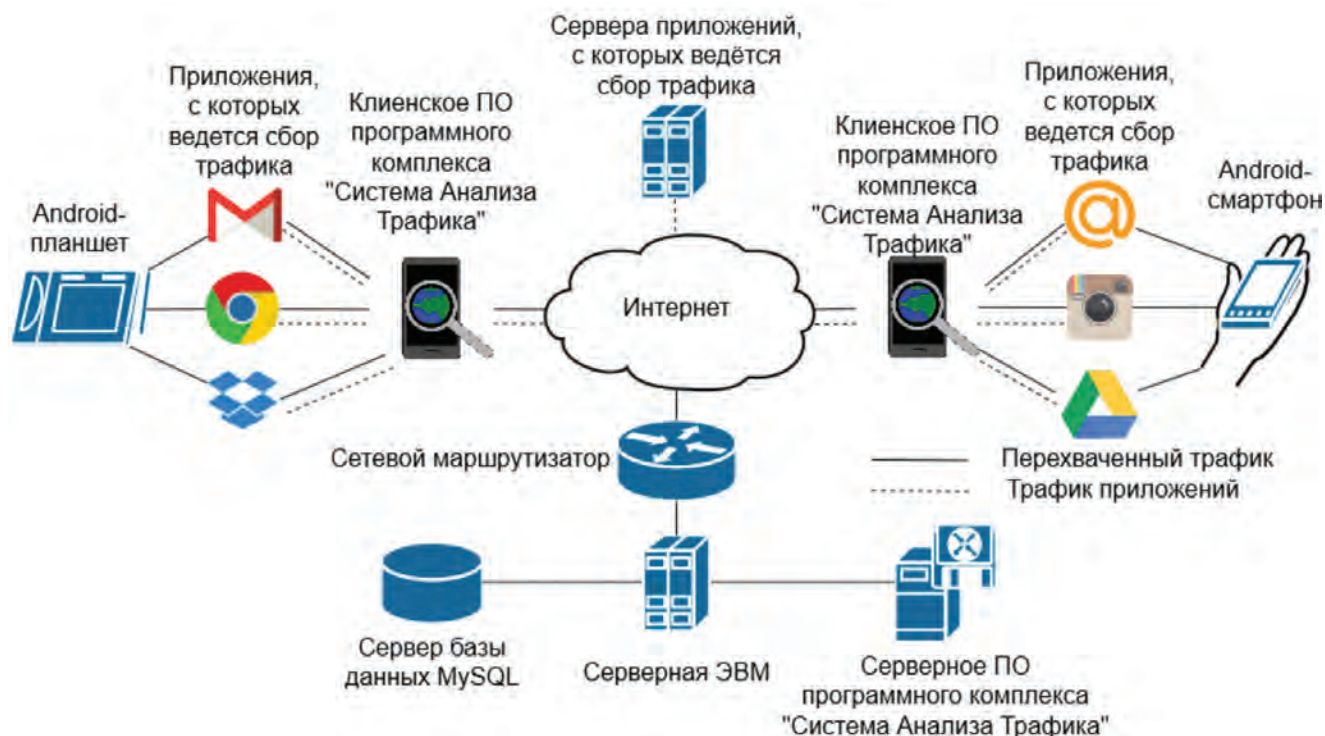 Сервера приложений,
с которых ведётся
сбор трафика
Приложения,
с которых
ведется сбор
трафика
Клиенское ПО
программного
комплекса
"Система Анализа
Трафика"
Android-
планшет
Клиенское ПО
программного
комплекса
"Система Анализа
Трафика"
Приложения,
с которых
ведется сбор
трафика
Android-
смартфон
Интернет
Сетевой маршрутизатор
Перехваченный трафик
Трафик приложений
Сервер базы
данных MySQL
Серверная ЭВМ
Серверное ПО
программного комплекса
"Система Анализа Трафика"